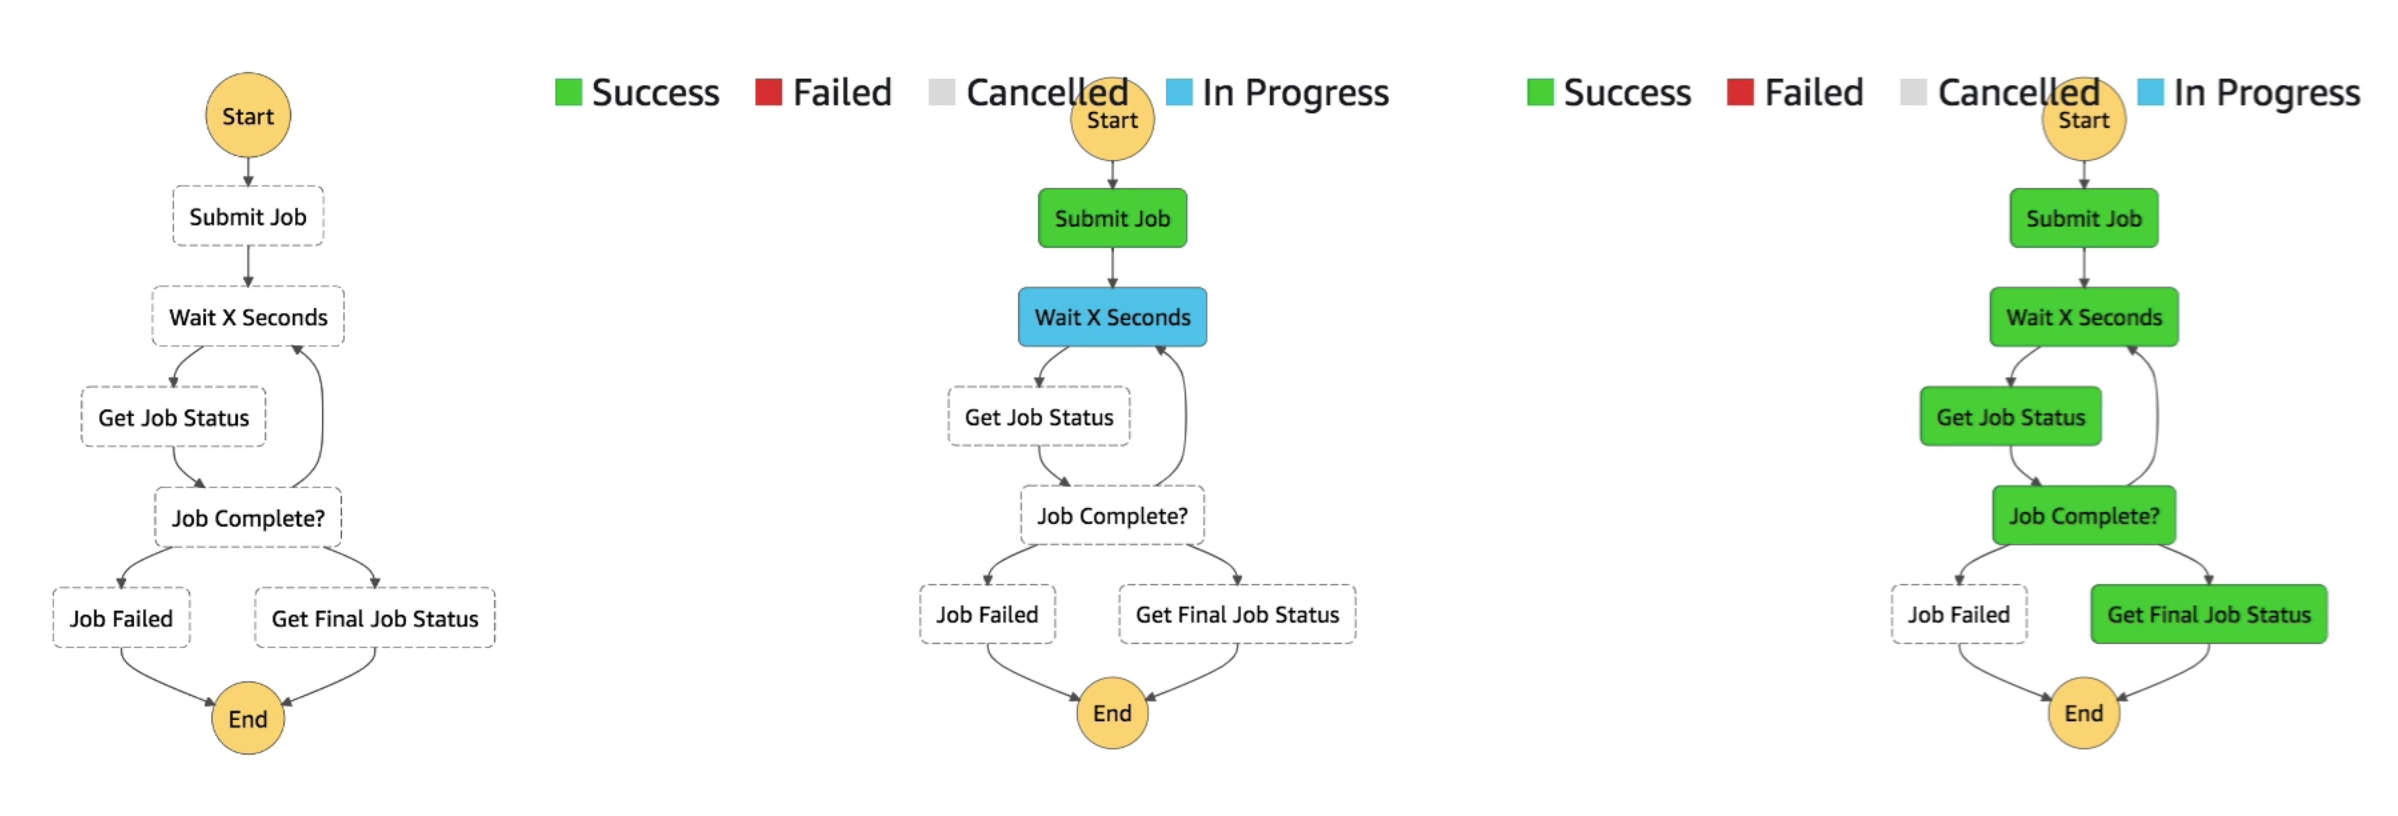 Start
Submit Job
Wait X Seconds
Get Job Status
Job Complete?
Job Failed
Get Final Job Status
End
Success
Failed
Cancelled
In Progress
Start
Submit Job
Wait X Seconds
Get Job Status
Job Complete?
Job Failed
Get Final Job Status
End
Success
Failed
Cancelled
In Progress
Start
Submit Job
Wait X Seconds
Get Job Status
Job Complete?
Job Failed
Get Final Job Status
End